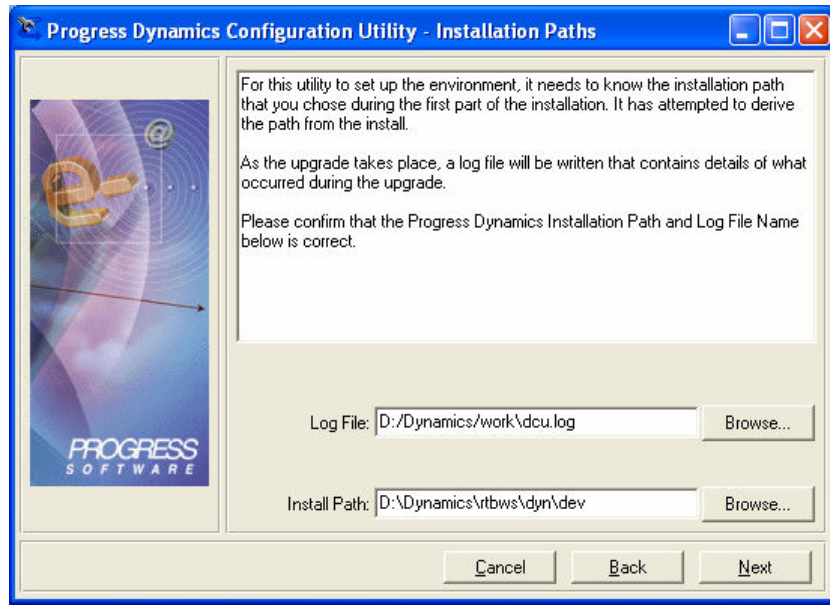 Progress Dynamics Configuration Utility - Installation Paths
For this utility to set up the environment, it needs to know the installation path
that you chose during the first part of the installation. It has attempted to derive
the path from the install.
As the upgrade takes place, a log file will be written that contains details of what
occurred during the upgrade.
Please confirm that the Progress Dynamics Installation Path and Log File Name
below is correct.
@
e-
PROGRESS
SOFTWARE
Log File: D:/Dynamics/work\dcu.log Browse...
Install Path: D:\Dynamics\rtbws\dyn\dev Browse...
Cancel Back Next